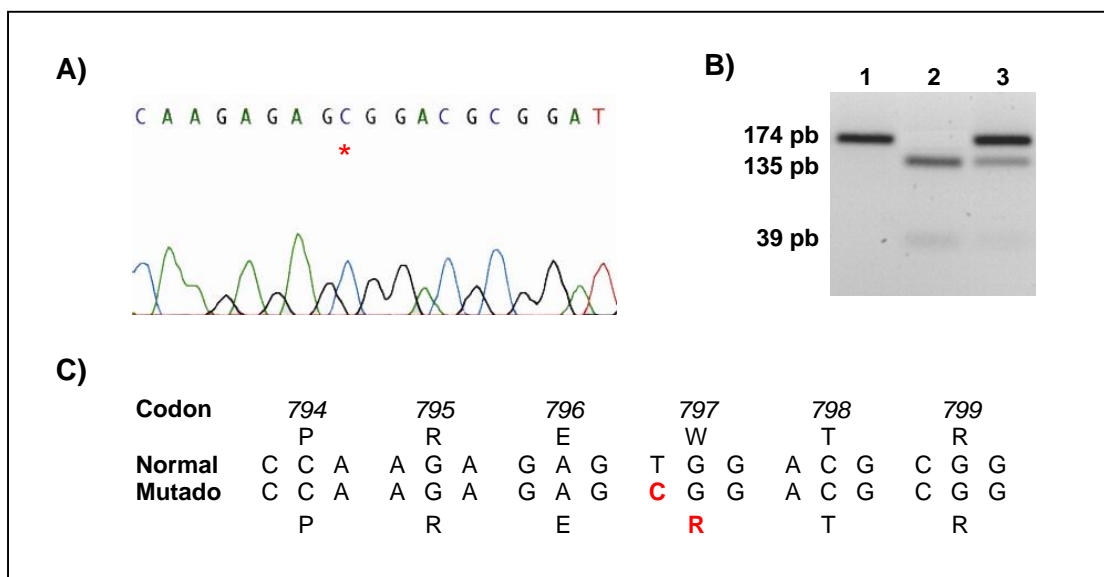 A)
C A A G A G A G C G G A C G C G G A T
*
B)
1 2 3
174 pb
135 pb
39 pb
C)
Codon 794 795 796 797 798 799
P R E W T R
Normal C C A A G A G A G T G G A C G C G G
Mutado C C A A G A G A G C G G A C G C G G
P R E R T R